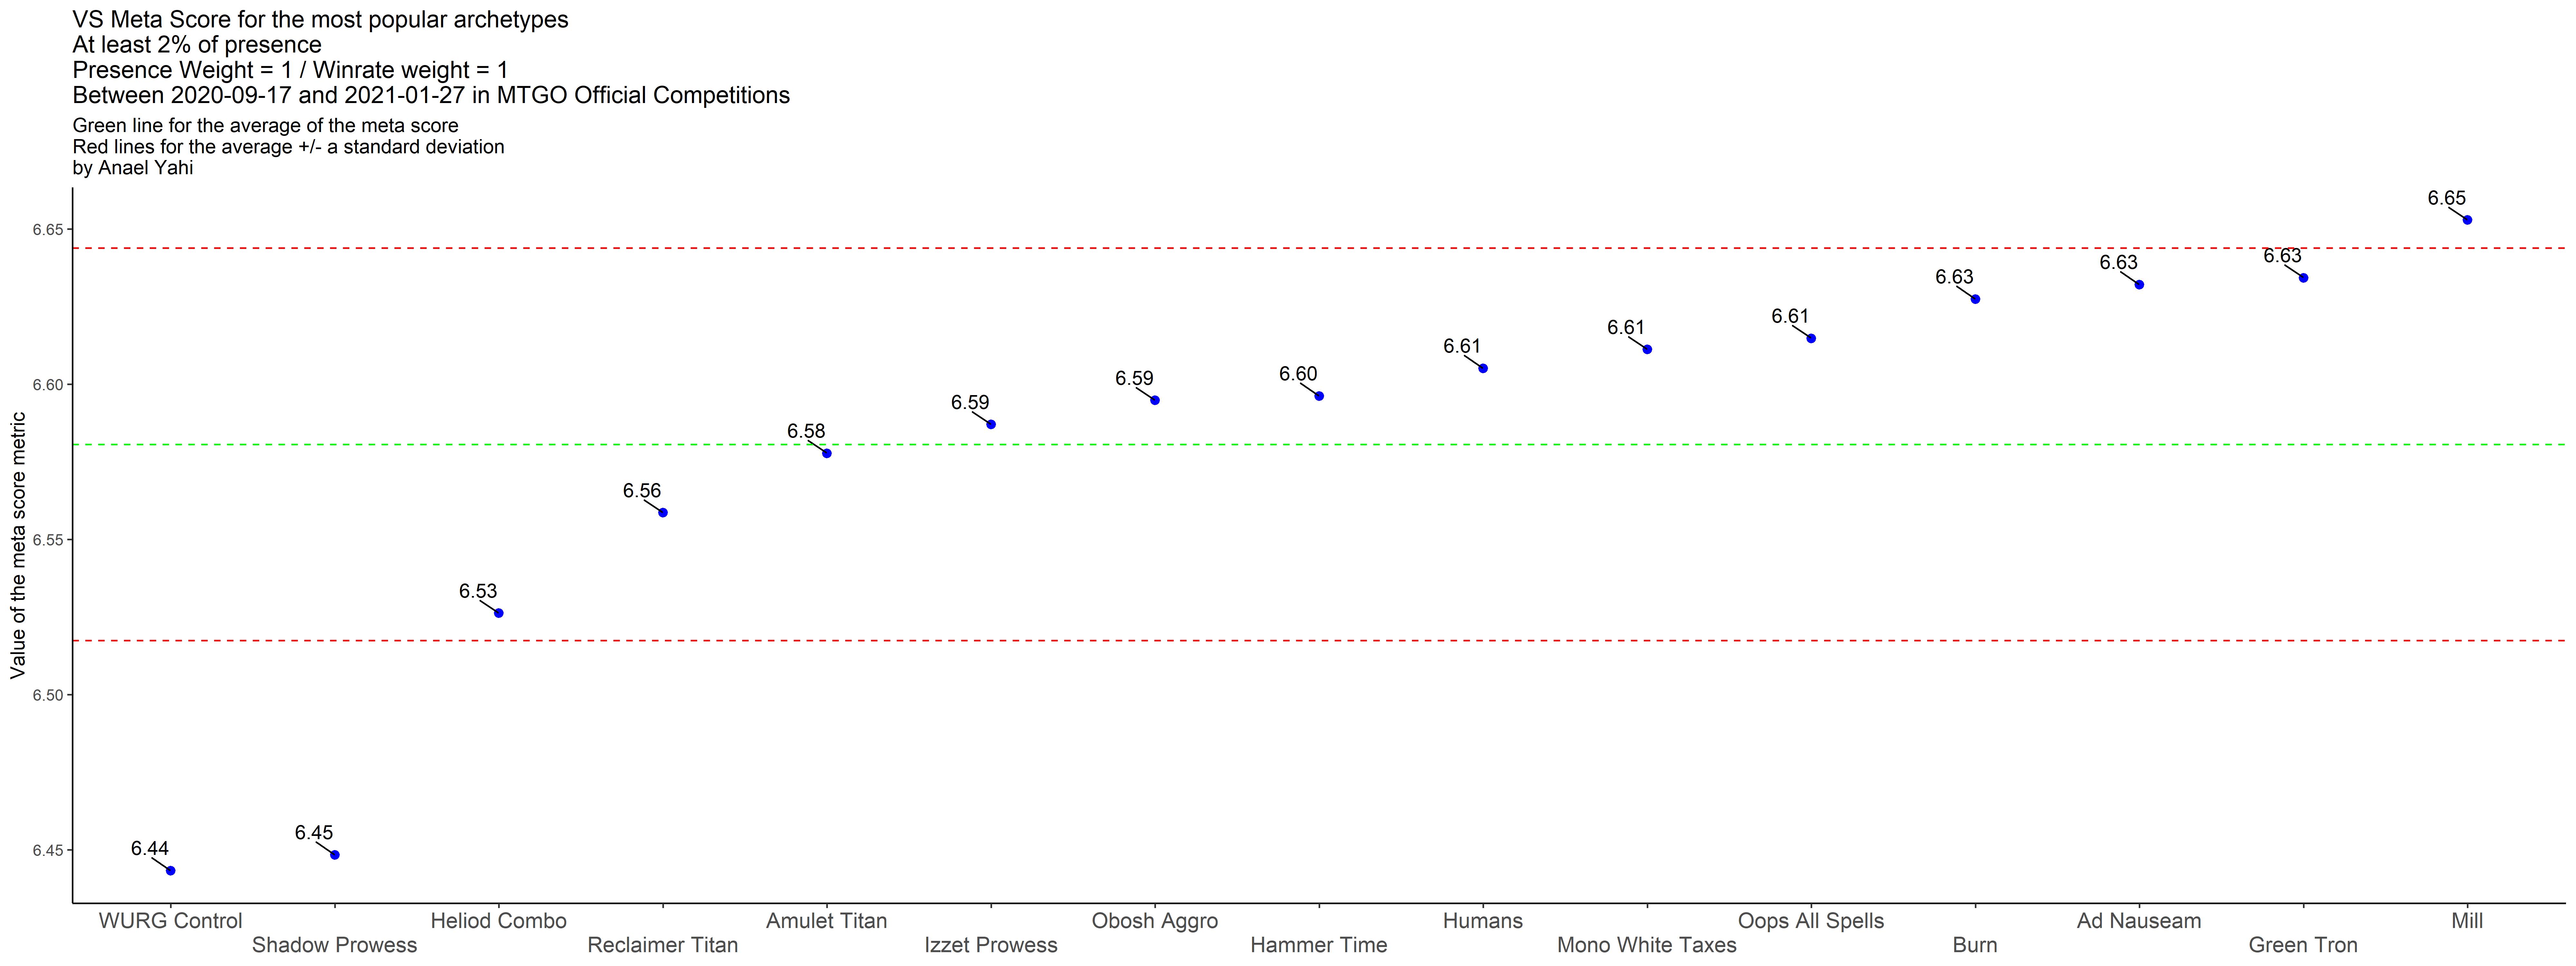 VS Meta Score for the most popular archetypes
At least 2% of presence
Presence Weight = 1 / Winrate weight = 1
Between 2020-09-17 and 2021-01-27 in MTGO Official Competitions
Green line for the average of the meta score
Red lines for the average +/- a standard deviation
by Anael Yahi
Value of the meta score metric
6.65
6.60
6.55
6.50
6.45
6.44
6.45
6.53
6.56
6.58
6.59
6.59
6.60
6.61
6.61
6.61
6.63
6.63
6.63
6.65
WURG Control
Shadow Prowess
Heliod Combo
Reclaimer Titan
Amulet Titan
Izzet Prowess
Obosh Aggro
Hammer Time
Humans
Mono White Taxes
Oops All Spells
Burn
Ad Nauseam
Green Tron
Mill